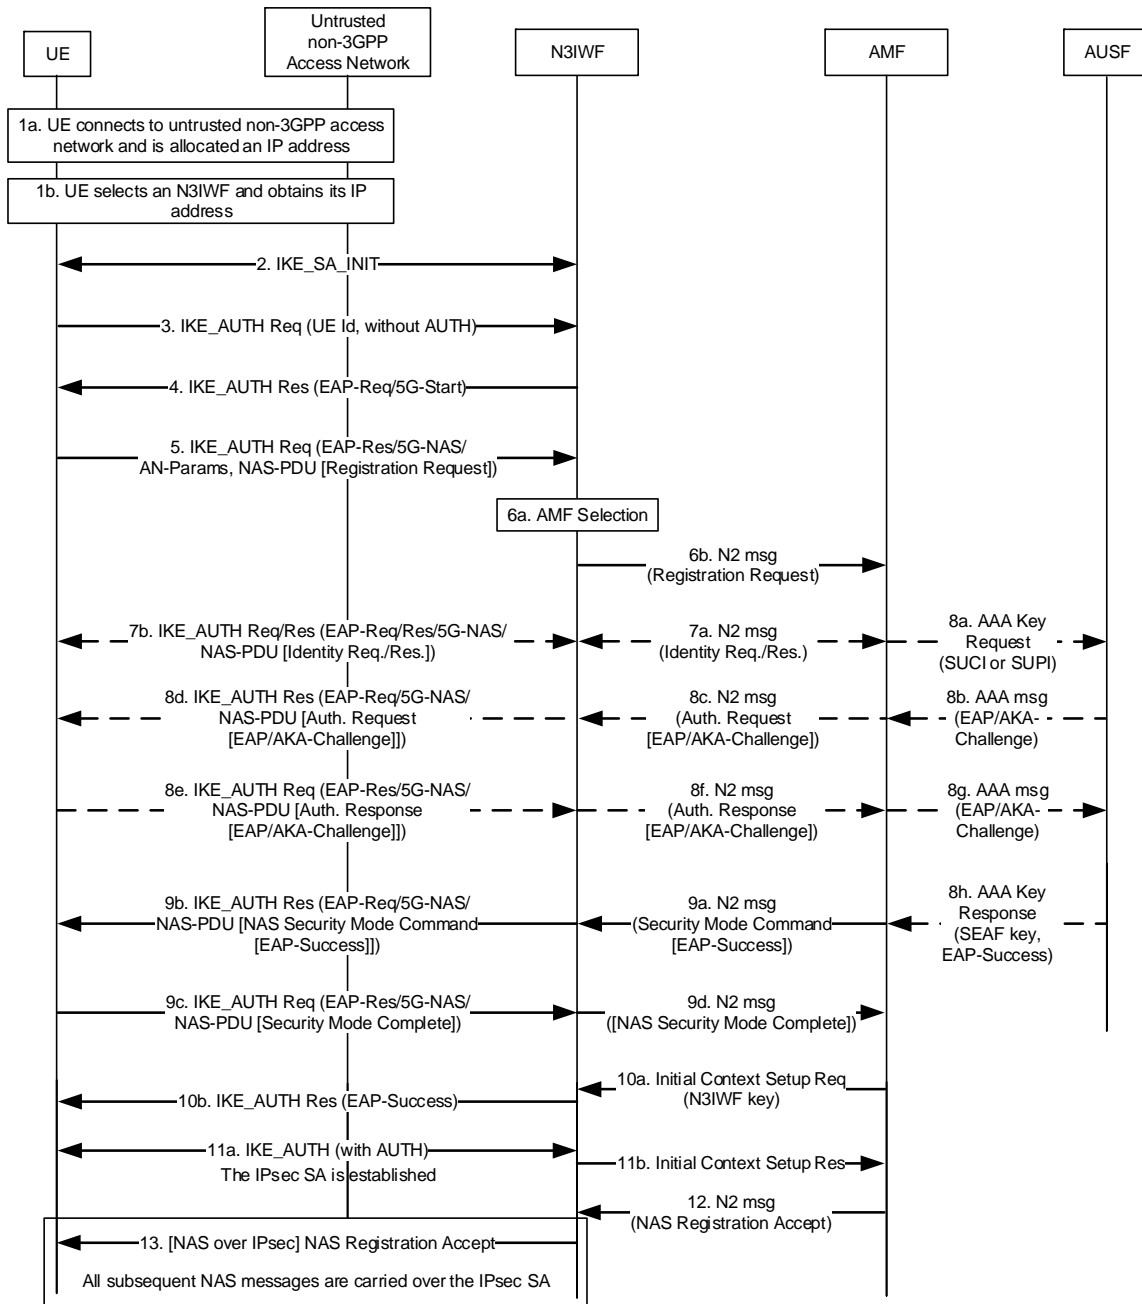 UE
Untrusted
non-3GPP
Access Network
N3IWF
AMF
AUSF
1a. UE connects to untrusted non-3GPP access
network and is allocated an IP address
1b. UE selects an N3IWF and obtains its IP
address
2. IKE_SA_INIT
3. IKE_AUTH Req (UE Id, without AUTH)
4. IKE_AUTH Res (EAP-Req/5G-Start)
5. IKE_AUTH Req (EAP-Res/5G-NAS/
AN-Params, NAS-PDU [Registration Request])
6a. AMF Selection
6b. N2 msg
(Registration Request)
7b. IKE_AUTH Req/Res (EAP-Req/Res/5G-NAS/
NAS-PDU [Identity Req./Res.])
7a. N2 msg
(Identity Req./Res.)
8a. AAA Key
Request
(SUCI or SUPI)
8d. IKE_AUTH Res (EAP-Req/5G-NAS/
NAS-PDU [Auth. Request
[EAP/AKA-Challenge]])
8c. N2 msg
(Auth. Request
[EAP/AKA-Challenge])
8b. AAA msg
(EAP/AKA-
Challenge)
8e. IKE_AUTH Req (EAP-Res/5G-NAS/
NAS-PDU [Auth. Response
[EAP/AKA-Challenge]])
8f. N2 msg
(Auth. Response
[EAP/AKA-Challenge])
8g. AAA msg
(EAP/AKA-
Challenge)
9b. IKE_AUTH Res (EAP-Req/5G-NAS/
NAS-PDU [NAS Security Mode Command
[EAP-Success]])
9a. N2 msg
(Security Mode Command
[EAP-Success])
8h. AAA Key
Response
(SEAF key,
EAP-Success)
9c. IKE_AUTH Req (EAP-Res/5G-NAS/
NAS-PDU [Security Mode Complete])
9d. N2 msg
([NAS Security Mode Complete])
10a. Initial Context Setup Req
(N3IWF key)
10b. IKE_AUTH Res (EAP-Success)
11a. IKE_AUTH (with AUTH)
The IPsec SA is established
11b. Initial Context Setup Res
12. N2 msg
(NAS Registration Accept)
13. [NAS over IPsec] NAS Registration Accept
All subsequent NAS messages are carried over the IPsec SA